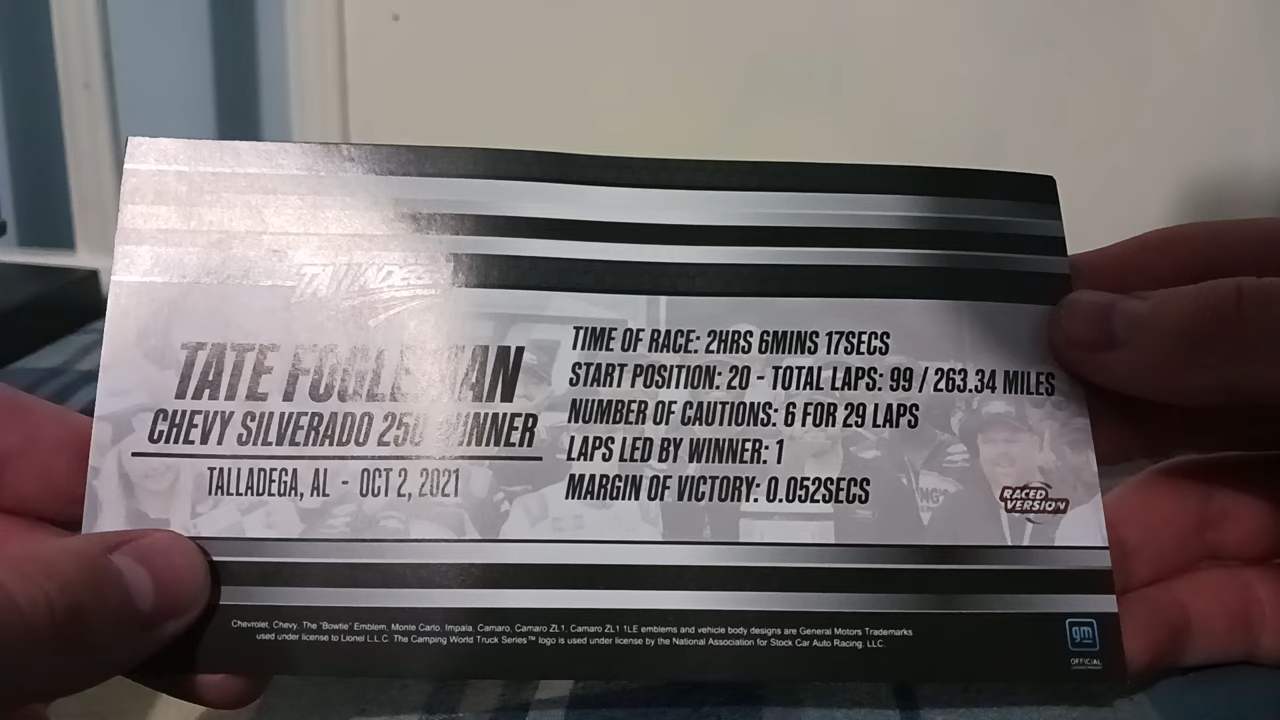 TALLADEGA
TATE FOGLEMAN
CHEVY SILVERADO 250 WINNER
TALLADEGA, AL - OCT 2, 2021
TIME OF RACE: 2HRS 6MINS 17SECS
START POSITION: 20 - TOTAL LAPS: 99 / 263.34 MILES
NUMBER OF CAUTIONS: 6 FOR 29 LAPS
LAPS LED BY WINNER: 1
MARGIN OF VICTORY: 0.052SECS
RACED
VERSION
Chevrolet, Chevy, The "Bowtie" Emblem, Monte Carlo, Impala, Camaro, Camaro ZL1, Camaro ZL1 1LE emblems and vehicle body designs are General Motors Trademarks
used under license to Lionel L.L.C. The Camping World Truck Series™ logo is used under license by the National Association for Stock Car Auto Racing, LLC.
gm
OFFICIAL